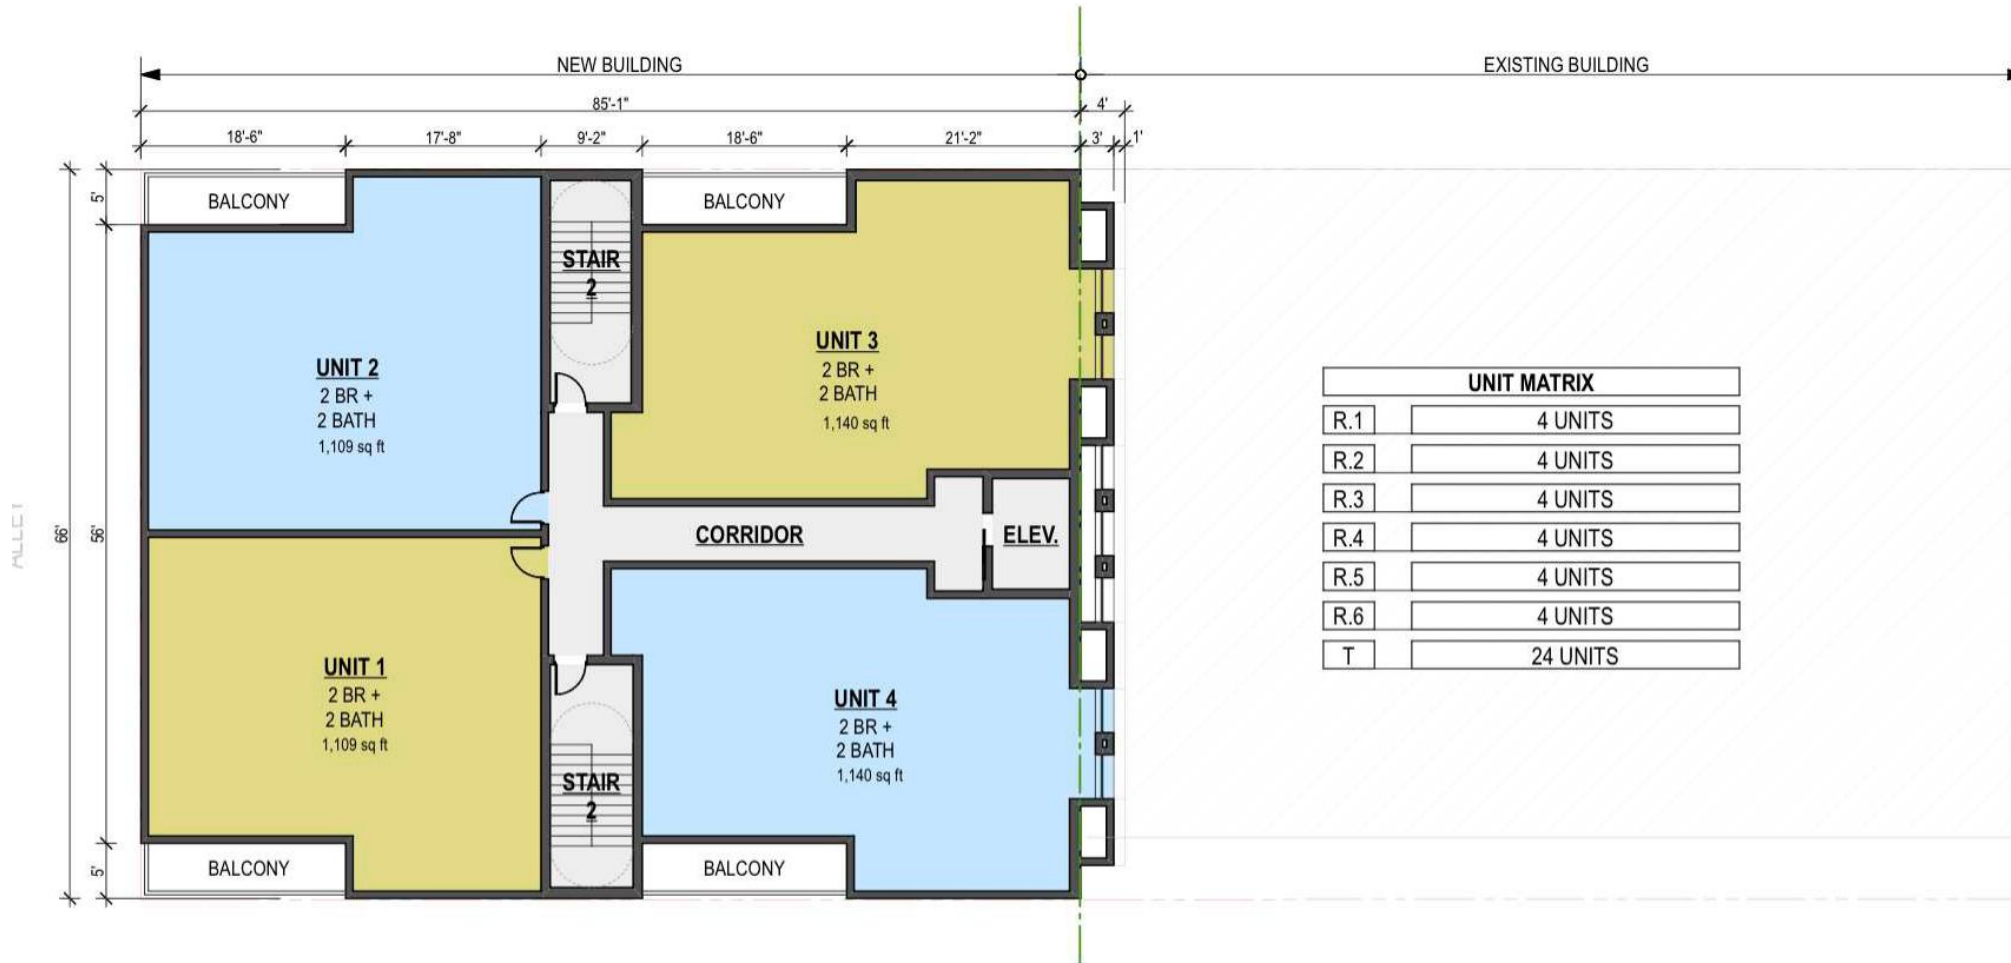 NEW BUILDING
EXISTING BUILDING
85'-1"
4'
18'-6"
17'-8"
9'-2"
18'-6"
21'-2"
3'
1'
5'
BALCONY
BALCONY
STAIR
2
UNIT 2
2 BR +
2 BATH
1,109 sq ft
UNIT 3
2 BR +
2 BATH
1,140 sq ft
66'
56'
CORRIDOR
ELEV.
UNIT 1
2 BR +
2 BATH
1,109 sq ft
UNIT 4
2 BR +
2 BATH
1,140 sq ft
STAIR
2
5'
BALCONY
BALCONY
UNIT MATRIX
R.1 4 UNITS
R.2 4 UNITS
R.3 4 UNITS
R.4 4 UNITS
R.5 4 UNITS
R.6 4 UNITS
T 24 UNITS